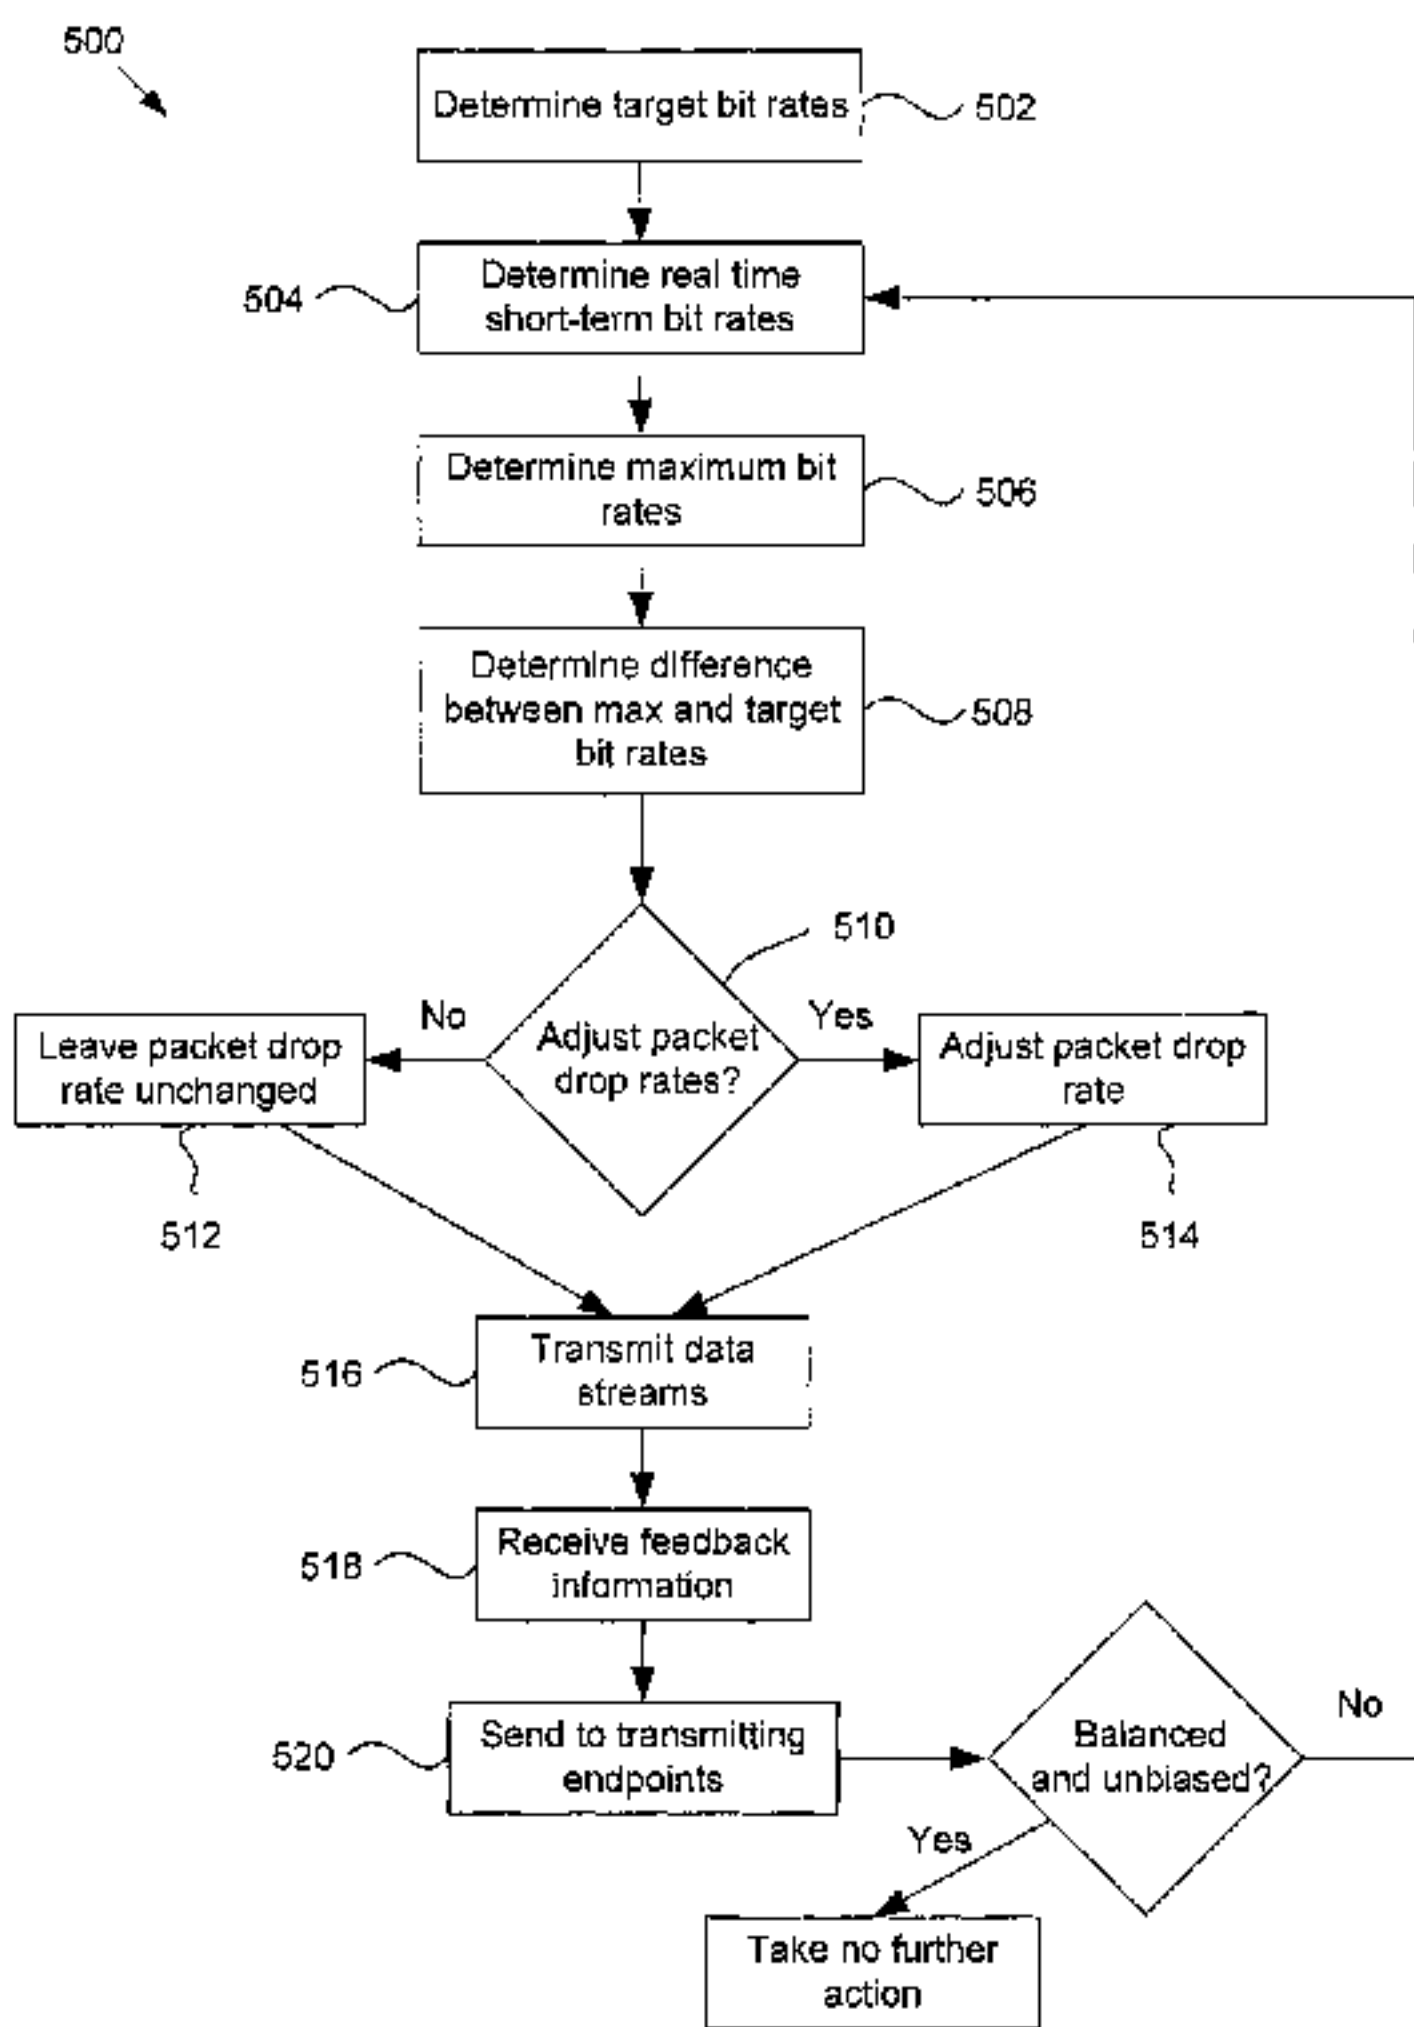 500
Determine target bit rates
502
Determine real time
short-term bit rates
504
Determine maximum bit
rates
506
Determine difference
between max and target
bit rates
508
510
No
Adjust packet
drop rates?
Yes
Leave packet drop
rate unchanged
Adjust packet drop
rate
512
514
Transmit data
streams
516
Receive feedback
information
518
Send to transmitting
endpoints
520
Balanced
and unbiased?
No
Yes
Take no further
action